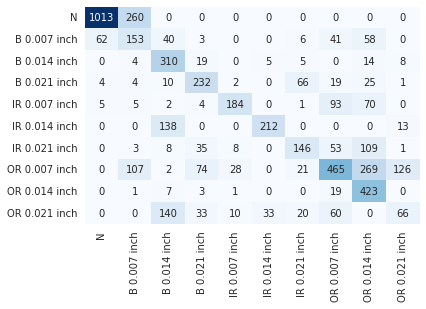 N 1013 260 0 0 0 0 0 0 0 0
B 0.007 inch 62 153 40 3 0 0 6 41 58 0
B 0.014 inch 0 4 310 19 0 5 5 0 14 8
B 0.021 inch 4 4 10 232 2 0 66 19 25 1
IR 0.007 inch 5 5 2 4 184 0 1 93 70 0
IR 0.014 inch 0 0 138 0 0 212 0 0 0 13
IR 0.021 inch 0 3 8 35 8 0 146 53 109 1
OR 0.007 inch 0 107 2 74 28 0 21 465 269 126
OR 0.014 inch 0 1 7 3 1 0 0 19 423 0
OR 0.021 inch 0 0 140 33 10 33 20 60 0 66
N
B 0.007 inch
B 0.014 inch
B 0.021 inch
IR 0.007 inch
IR 0.014 inch
IR 0.021 inch
OR 0.007 inch
OR 0.014 inch
OR 0.021 inch